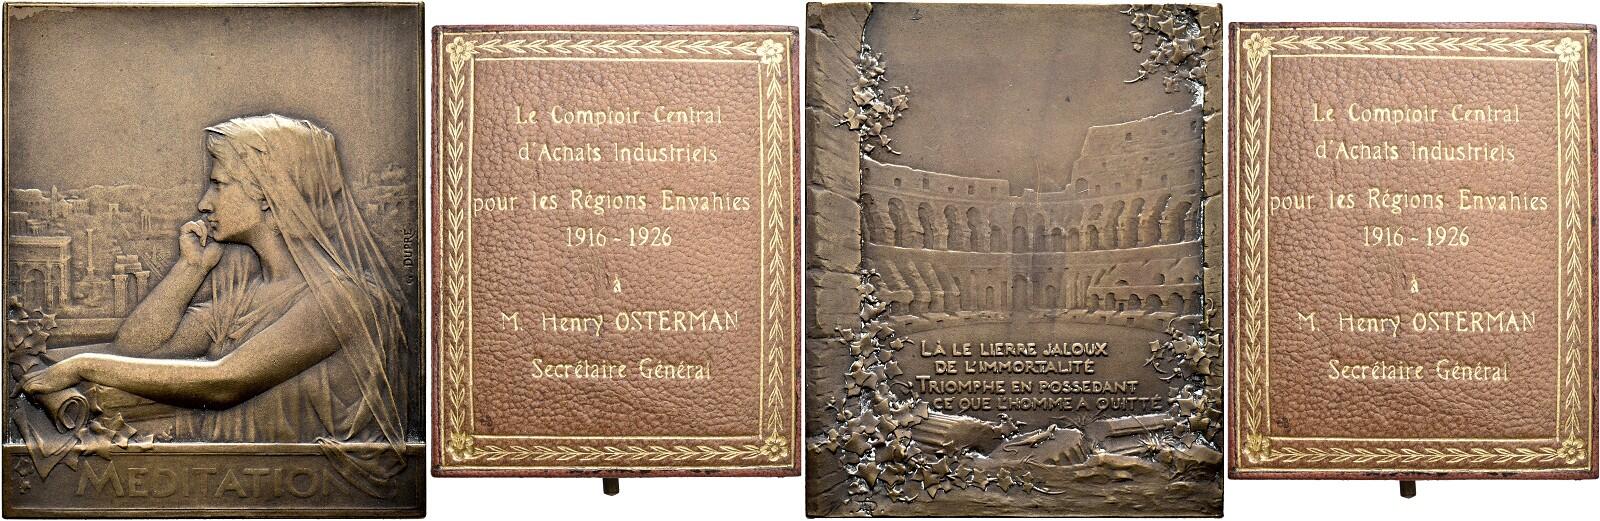 G. DUPRÉ
MEDITATION
Le Comptoir Central
d'Achats Industriels
pour les Régions Envahies
1916 - 1926
à
M. Henry OSTERMAN
Secrétaire Général
LÀ LE LIERRE JALOUX
DE L'IMMORTALITÉ
TRIOMPHE EN POSSEDANT
CE QUE L'HOMME A QUITTÉ
Le Comptoir Central
d'Achats Industriels
pour les Régions Envahies
1916 - 1926
à
M. Henry OSTERMAN
Secrétaire Général